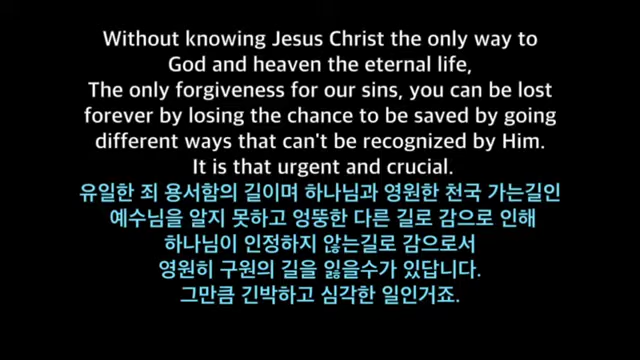 Without knowing Jesus Christ the only way to
God and heaven the eternal life,
The only forgiveness for our sins, you can be lost
forever by losing the chance to be saved by going
different ways that can't be recognized by Him.
It is that urgent and crucial.
유일한 죄 용서함의 길이며 하나님과 영원한 천국 가는길인
예수님을 알지 못하고 엉뚱한 다른 길로 감으로 인해
하나님이 인정하지 않는길로 감으로서
영원히 구원의 길을 잃을수가 있답니다.
그만큼 긴박하고 심각한 일인거죠.